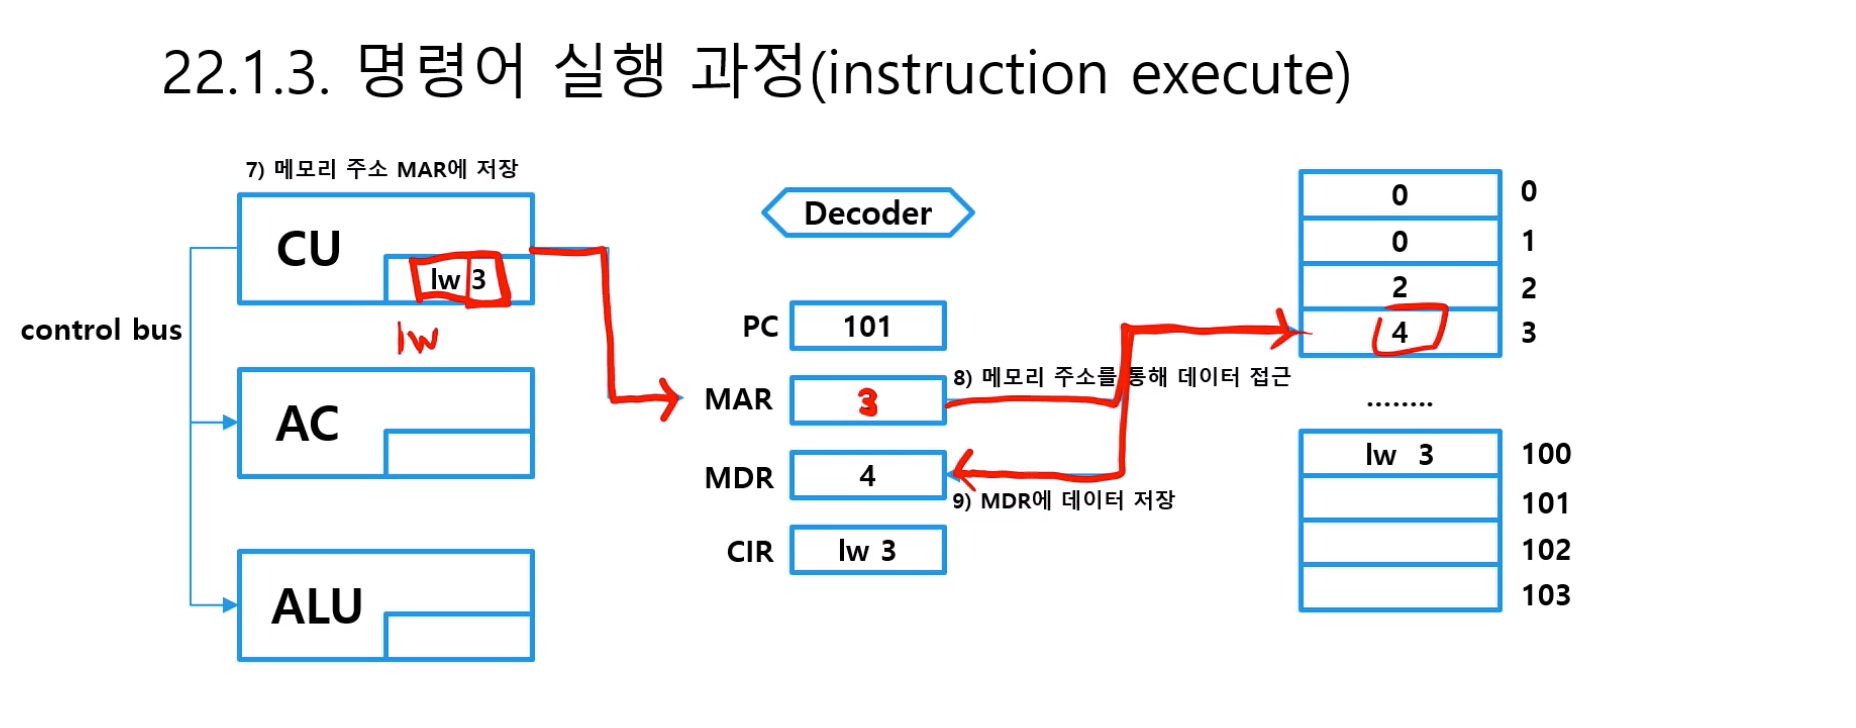 22.1.3. 명령어 실행 과정(instruction execute)
7) 메모리 주소 MAR에 저장
CU
lw 3
lw
control bus
AC
ALU
Decoder
PC 101
MAR 3
8) 메모리 주소를 통해 데이터 접근
MDR 4
9) MDR에 데이터 저장
CIR lw 3
0 0
0 1
2 2
4 3
........
lw 3 100
101
102
103